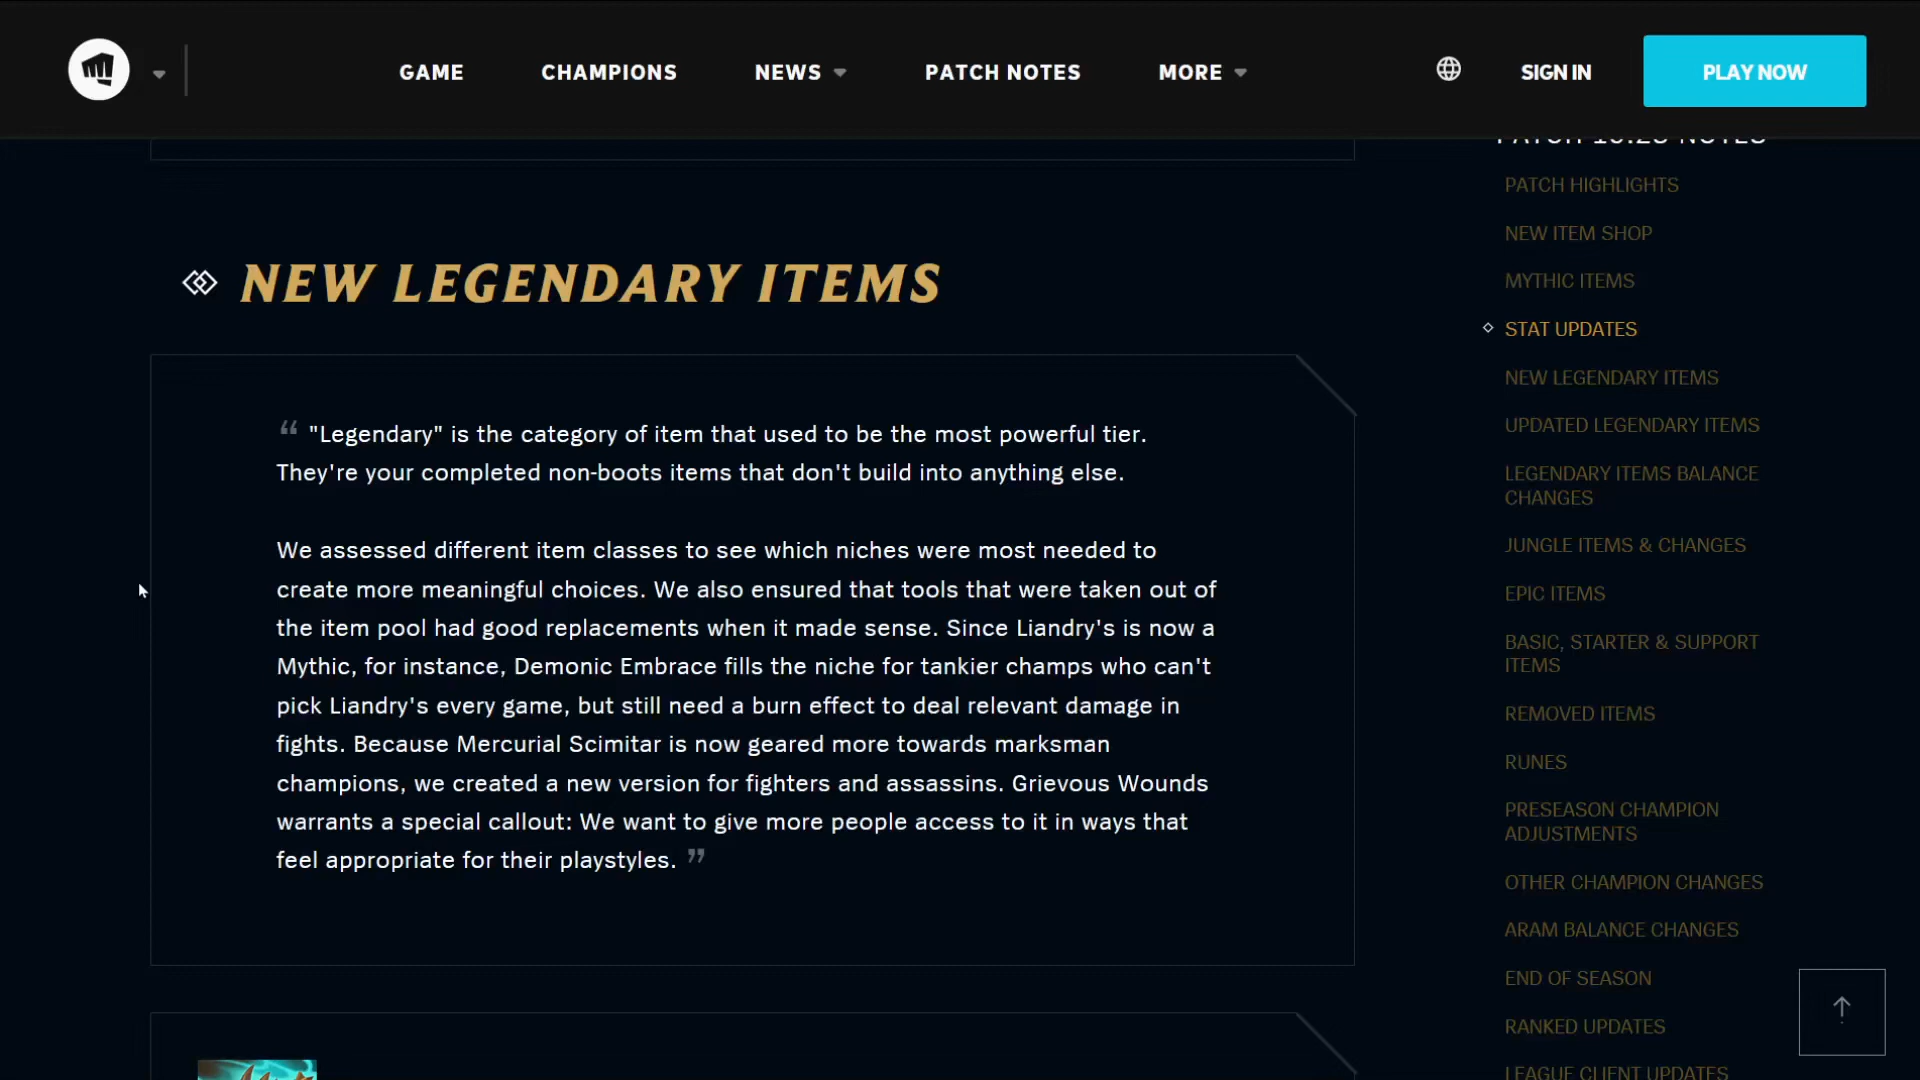 GAME
CHAMPIONS
NEWS
PATCH NOTES
MORE
SIGN IN
PLAY NOW
NEW LEGENDARY ITEMS
“ "Legendary" is the category of item that used to be the most powerful tier.
They're your completed non-boots items that don't build into anything else.
We assessed different item classes to see which niches were most needed to
create more meaningful choices. We also ensured that tools that were taken out of
the item pool had good replacements when it made sense. Since Liandry's is now a
Mythic, for instance, Demonic Embrace fills the niche for tankier champs who can't
pick Liandry's every game, but still need a burn effect to deal relevant damage in
fights. Because Mercurial Scimitar is now geared more towards marksman
champions, we created a new version for fighters and assassins. Grievous Wounds
warrants a special callout: We want to give more people access to it in ways that
feel appropriate for their playstyles. ”
PATCH 10.23 NOTES
PATCH HIGHLIGHTS
NEW ITEM SHOP
MYTHIC ITEMS
STAT UPDATES
NEW LEGENDARY ITEMS
UPDATED LEGENDARY ITEMS
LEGENDARY ITEMS BALANCE
CHANGES
JUNGLE ITEMS & CHANGES
EPIC ITEMS
BASIC, STARTER & SUPPORT
ITEMS
REMOVED ITEMS
RUNES
PRESEASON CHAMPION
ADJUSTMENTS
OTHER CHAMPION CHANGES
ARAM BALANCE CHANGES
END OF SEASON
RANKED UPDATES
LEAGUE CLIENT UPDATES